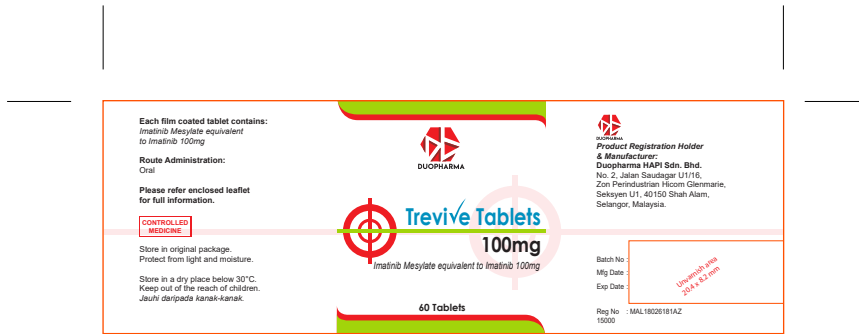 Each film coated tablet contains:
Imatinib Mesylate equivalent
to Imatinib 100mg
Route Administration:
Oral
Please refer enclosed leaflet
for full information.
CONTROLLED
MEDICINE
Store in original package.
Protect from light and moisture.
Store in a dry place below 30°C.
Keep out of the reach of children.
Jauhi daripada kanak-kanak.
DUOPHARMA
Trevive Tablets
100mg
Imatinib Mesylate equivalent to Imatinib 100mg
60 Tablets
DUOPHARMA
Product Registration Holder
& Manufacturer:
Duopharma HAPI Sdn. Bhd.
No. 2, Jalan Saudagar U1/16,
Zon Perindustrian Hicom Glenmarie,
Seksyen U1, 40150 Shah Alam,
Selangor, Malaysia.
Batch No :
Mfg Date :
Exp Date :
Unvarnish area
20.4 x 8.2 mm
Reg No : MAL18026181AZ
15000